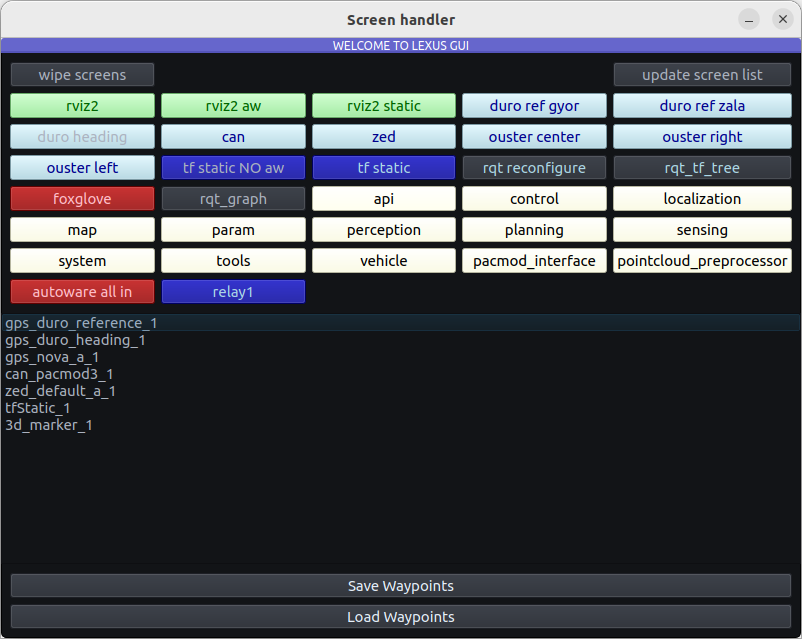 Screen handler
WELCOME TO LEXUS GUI
wipe screens update screen list
rviz2 rviz2 aw rviz2 static duro ref gyor duro ref zala
duro heading can zed ouster center ouster right
ouster left tf static NO aw tf static rqt reconfigure rqt_tf_tree
foxglove rqt_graph api control localization
map param perception planning sensing
system tools vehicle pacmod_interface pointcloud_preprocessor
autoware all in relay1
gps_duro_reference_1
gps_duro_heading_1
gps_nova_a_1
can_pacmod3_1
zed_default_a_1
tfStatic_1
3d_marker_1
Save Waypoints
Load Waypoints